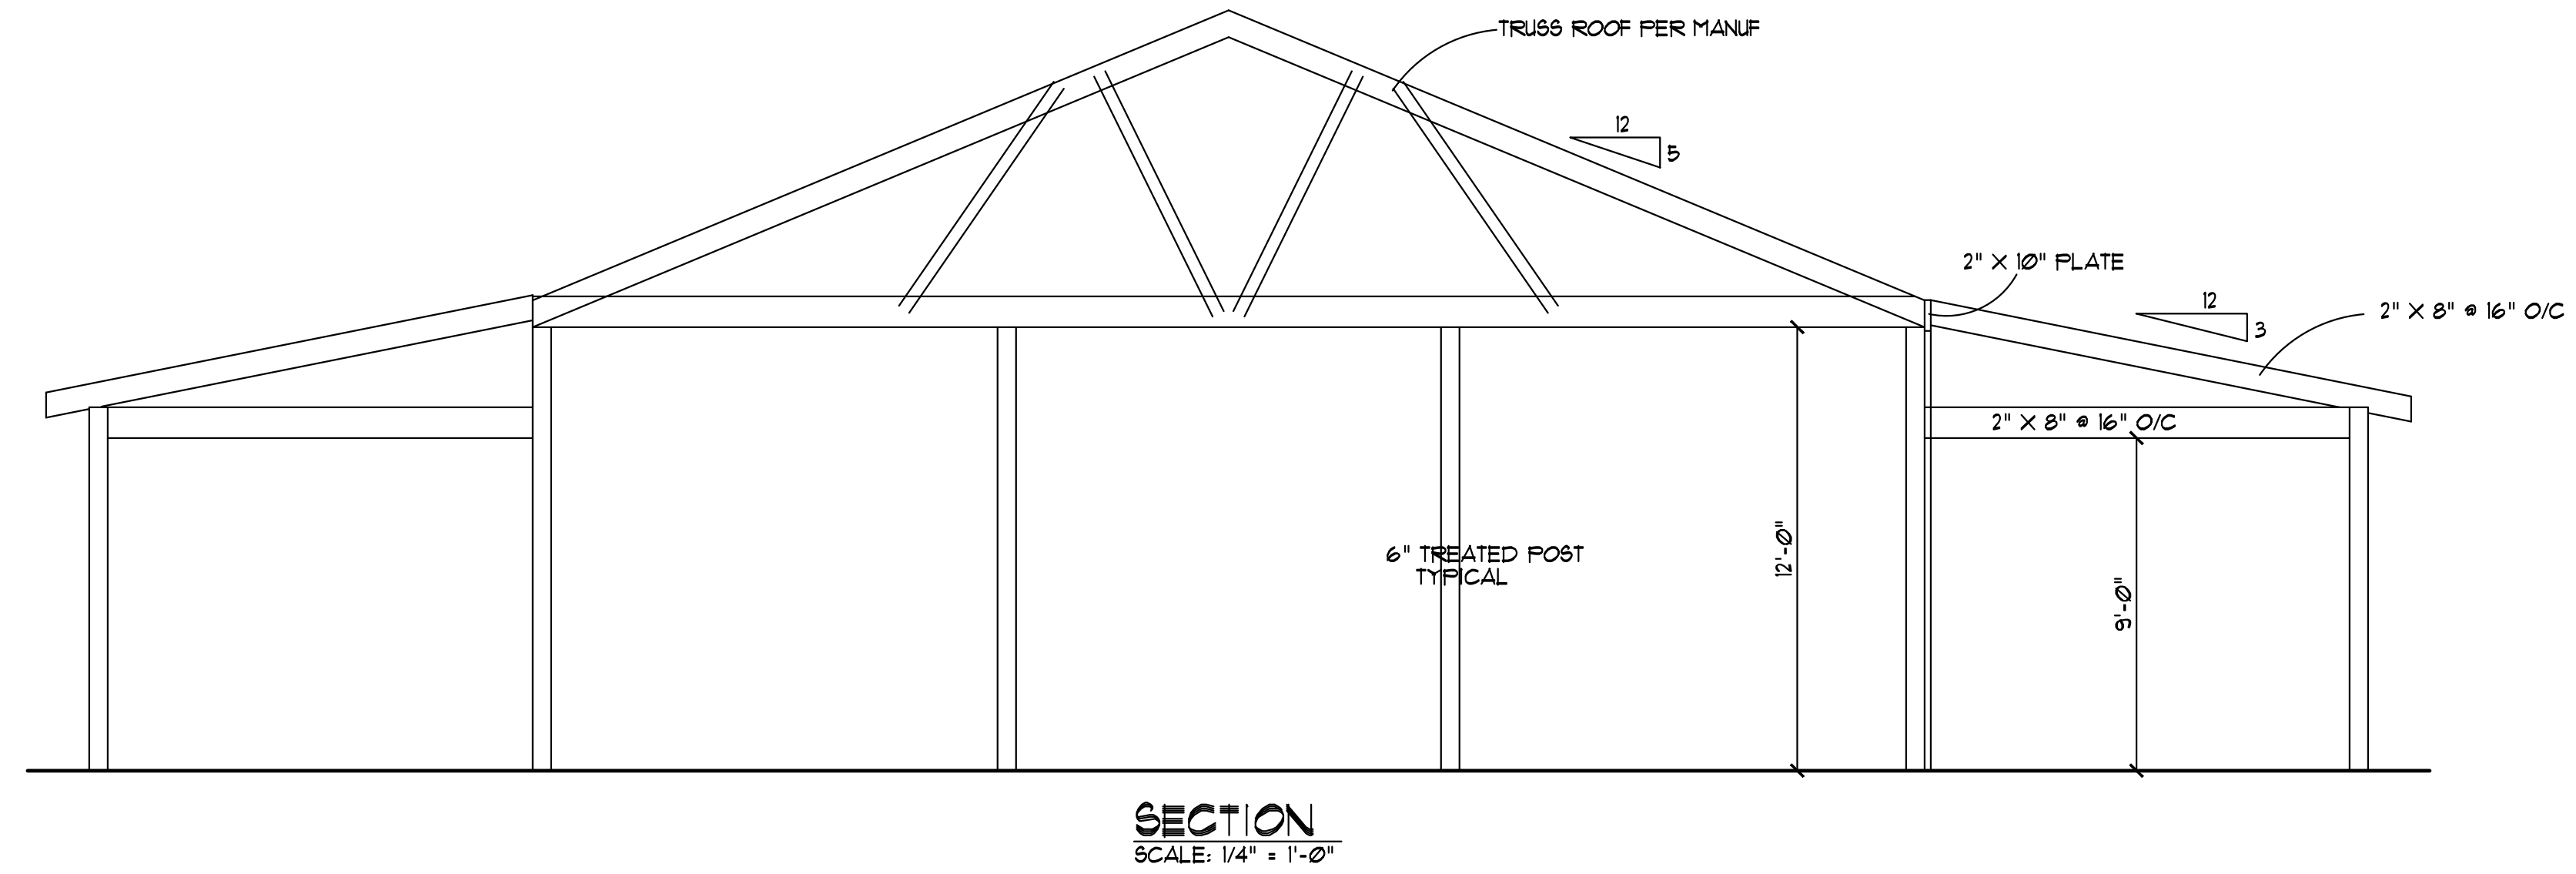 TRUSS ROOF PER MANUF
12
5
2" X 10" PLATE
12
3
2" X 8" @ 16" O/C
2" X 8" @ 16" O/C
6" TREATED POST
TYPICAL
12'-0"
9'-0"
SECTION
SCALE: 1/4" = 1'-0"